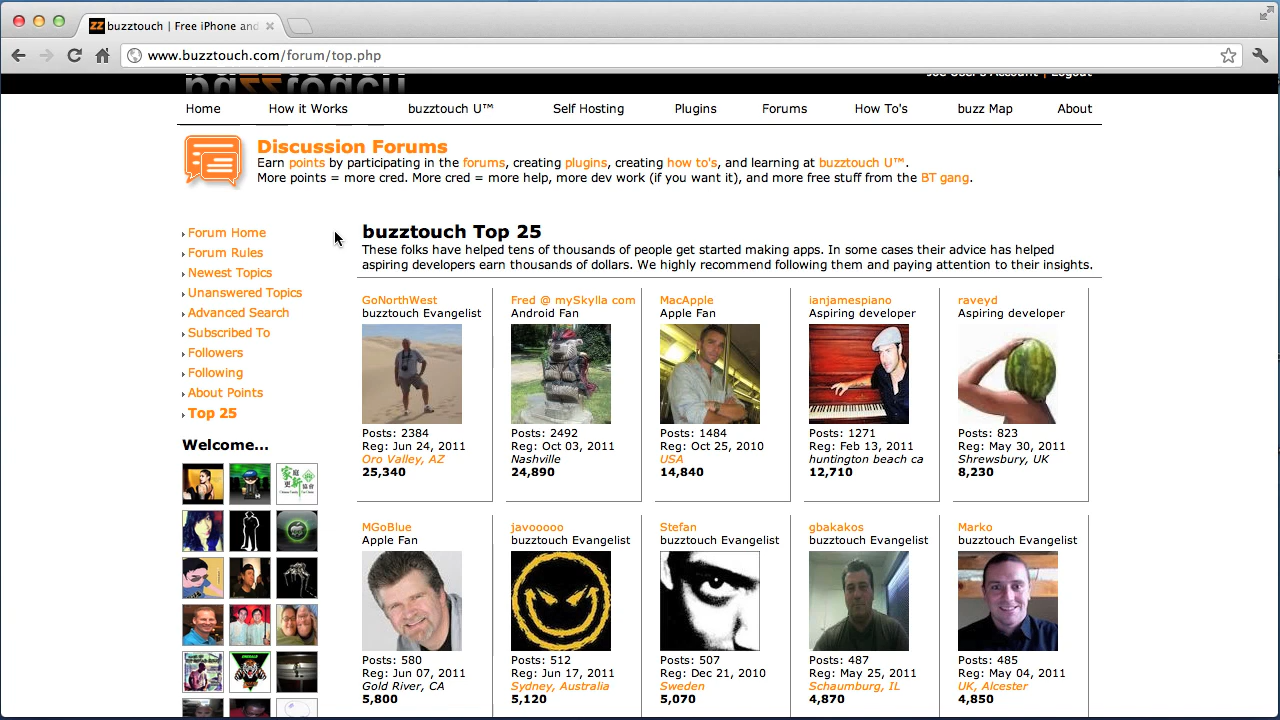 buzztouch | Free iPhone and
www.buzztouch.com/forum/top.php
buzztouch
Joe User's Account | Logout
Home How it Works buzztouch U™ Self Hosting Plugins Forums How To's buzz Map About
Discussion Forums
Earn points by participating in the forums, creating plugins, creating how to's, and learning at buzztouch U™.
More points = more cred. More cred = more help, more dev work (if you want it), and more free stuff from the BT gang.
Forum Home
Forum Rules
Newest Topics
Unanswered Topics
Advanced Search
Subscribed To
Followers
Following
About Points
Top 25
Welcome...
buzztouch Top 25
These folks have helped tens of thousands of people get started making apps. In some cases their advice has helped
aspiring developers earn thousands of dollars. We highly recommend following them and paying attention to their insights.
GoNorthWest
buzztouch Evangelist
Posts: 2384
Reg: Jun 24, 2011
Oro Valley, AZ
25,340
Fred @ mySkylla com
Android Fan
Posts: 2492
Reg: Oct 03, 2011
Nashville
24,890
MacApple
Apple Fan
Posts: 1484
Reg: Oct 25, 2010
USA
14,840
ianjamespiano
Aspiring developer
Posts: 1271
Reg: Feb 13, 2011
huntington beach ca
12,710
raveyd
Aspiring developer
Posts: 823
Reg: May 30, 2011
Shrewsbury, UK
8,230
MGoBlue
Apple Fan
Posts: 580
Reg: Jun 07, 2011
Gold River, CA
5,800
javooooo
buzztouch Evangelist
Posts: 512
Reg: Jun 17, 2011
Sydney, Australia
5,120
Stefan
buzztouch Evangelist
Posts: 507
Reg: Dec 21, 2010
Sweden
5,070
gbakakos
buzztouch Evangelist
Posts: 487
Reg: May 25, 2011
Schaumburg, IL
4,870
Marko
buzztouch Evangelist
Posts: 485
Reg: May 04, 2011
UK, Alcester
4,850